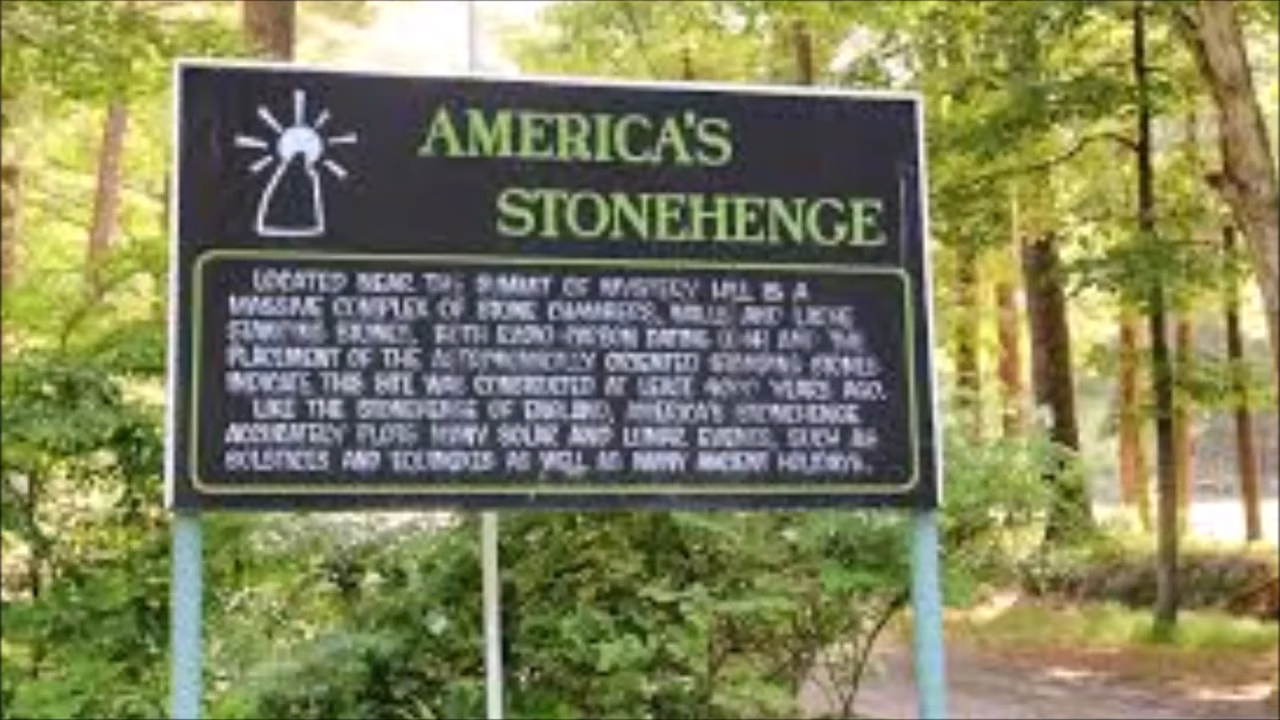 AMERICA'S
STONEHENGE
LOCATED NEAR THE SUMMIT OF MYSTERY HILL IS A
MASSIVE COMPLEX OF STONE CHAMBERS, WALLS AND LARGE
STANDING STONES. BOTH RADIO-CARBON DATING AND THE
PLACEMENT OF THE ASTRONOMICALLY ORIENTED STANDING STONES
INDICATE THIS SITE WAS CONSTRUCTED AT LEAST 4000 YEARS AGO.
LIKE THE STONEHENGE OF ENGLAND, AMERICA'S STONEHENGE
ACCURATELY PLOTS MANY SOLAR AND LUNAR EVENTS, SUCH AS
SOLSTICES AND EQUINOXES AS WELL AS MANY ANCIENT HOLIDAYS.